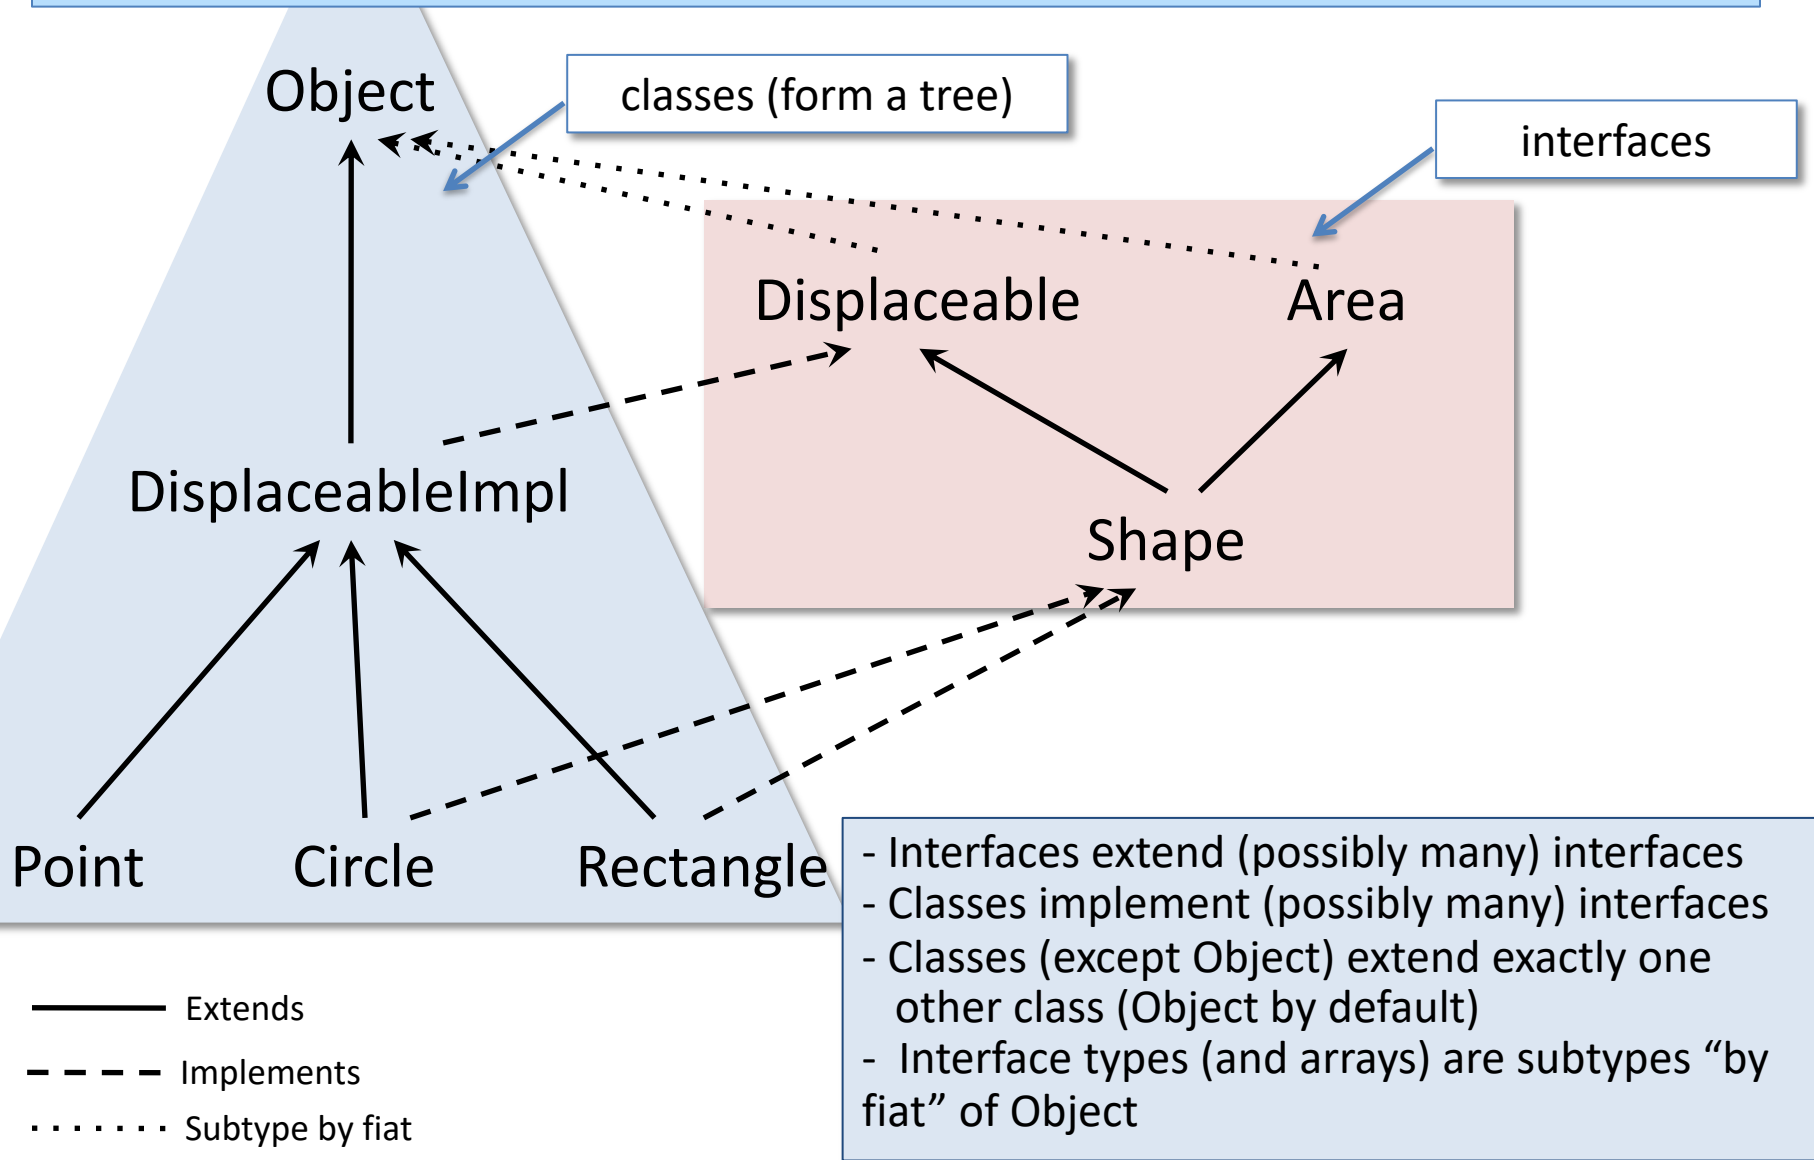 Object
classes (form a tree)
interfaces
Displaceable
Area
DisplaceableImpl
Shape
Point
Circle
Rectangle
- Interfaces extend (possibly many) interfaces
- Classes implement (possibly many) interfaces
- Classes (except Object) extend exactly one
other class (Object by default)
- Interface types (and arrays) are subtypes “by
fiat” of Object
Extends
Implements
Subtype by fiat